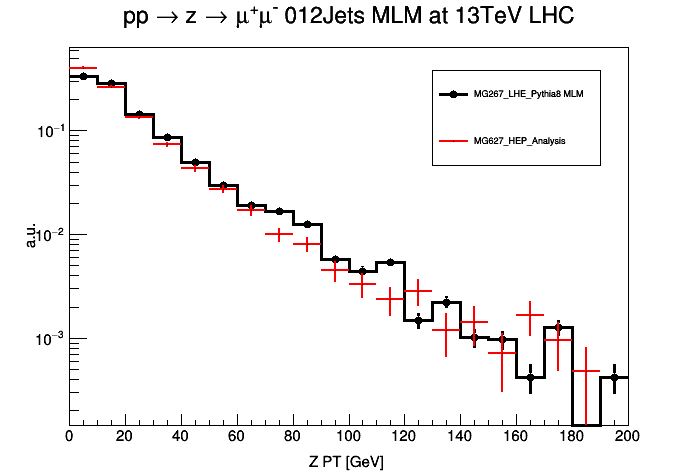 pp → z → μ⁺μ⁻ 012Jets MLM at 13TeV LHC
MG267_LHE_Pythia8 MLM
MG627_HEP_Analysis
a.u.
10⁻¹
10⁻²
10⁻³
0 20 40 60 80 100 120 140 160 180 200
Z PT [GeV]